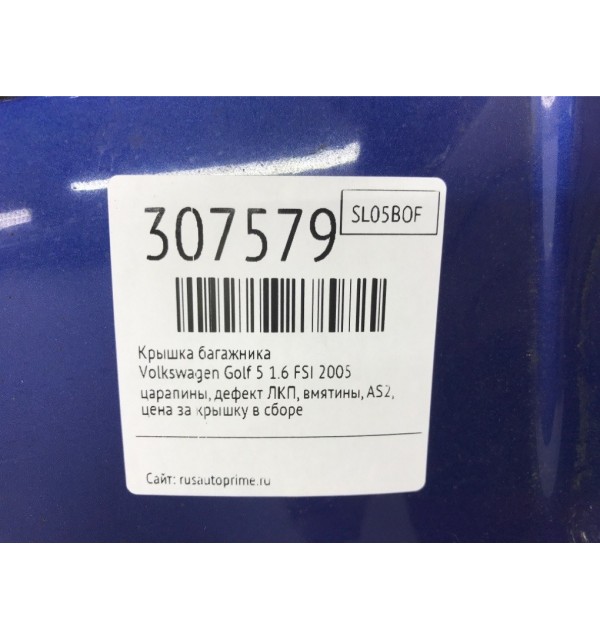 307579
SL05BOF
Крышка багажника
Volkswagen Golf 5 1.6 FSI 2005
царапины, дефект ЛКП, вмятины, AS2,
цена за крышку в сборе
Сайт: rusautoprime.ru